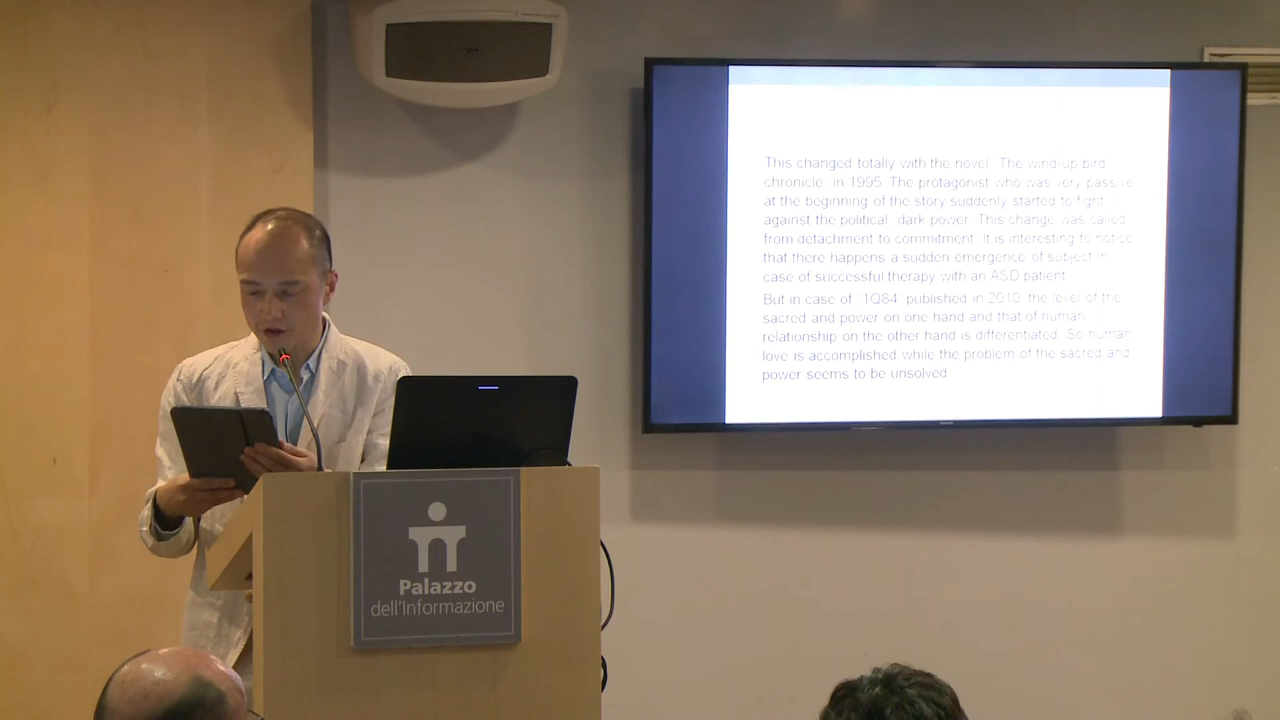 This changed totally with the novel "The wind-up bird
chronicle" in 1995. The protagonist who was very passive
at the beginning of the story suddenly started to fight
against the political, dark power. This change was called
from detachment to commitment. It is interesting to notice
that there happens a sudden emergence of subject in
case of successful therapy with an ASD patient.
But in case of "1Q84" published in 2010, the level of the
sacred and power on one hand and that of human
relationship on the other hand is differentiated. So human
love is accomplished while the problem of the sacred and
power seems to be unsolved.
Palazzo
dell'Informazione